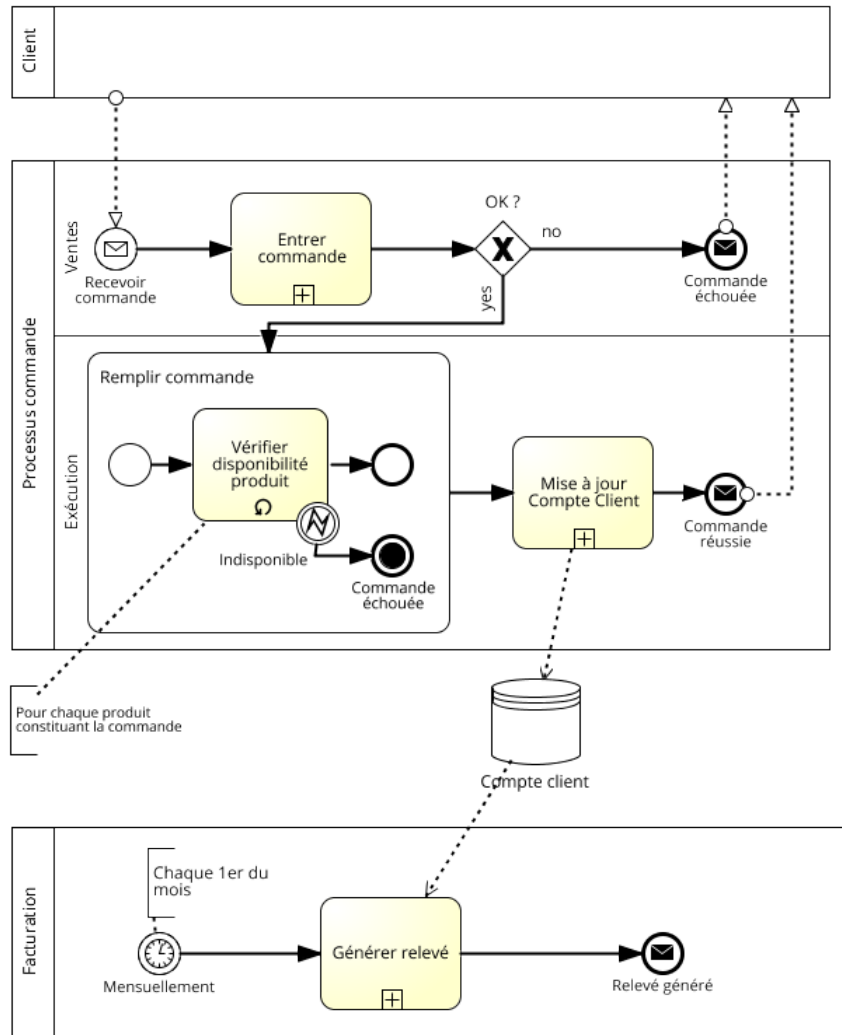 Client
Processus commande
Ventes
OK ?
no
yes
Entrer
commande
Recevoir
commande
Commande
échouée
Exécution
Remplir commande
Vérifier
disponibilité
produit
Indisponible
Commande
échouée
Mise à jour
Compte Client
Commande
réussie
Pour chaque produit
constituant la commande
Compte client
Facturation
Chaque 1er du
mois
Mensuellement
Générer relevé
Relevé généré